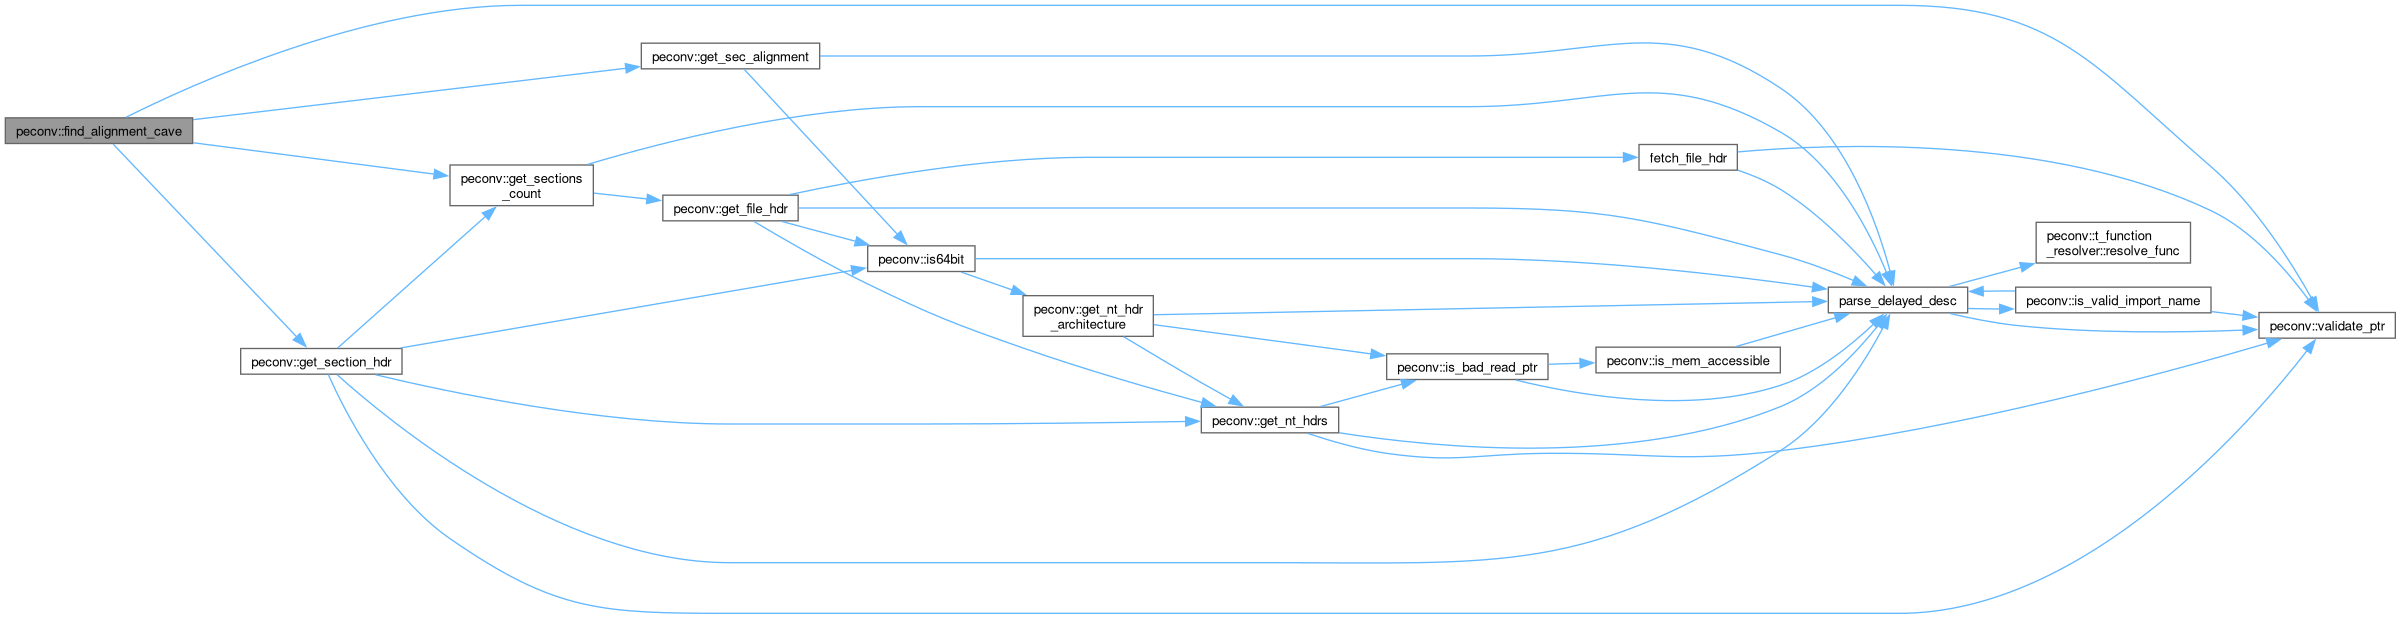 peconv::find_alignment_cave
peconv::get_sec_alignment
peconv::get_sections
_count
peconv::get_file_hdr
fetch_file_hdr
peconv::is64bit
peconv::get_nt_hdr
_architecture
peconv::get_section_hdr
peconv::is_bad_read_ptr
peconv::is_mem_accessible
peconv::get_nt_hdrs
parse_delayed_desc
peconv::t_function
_resolver::resolve_func
peconv::is_valid_import_name
peconv::validate_ptr